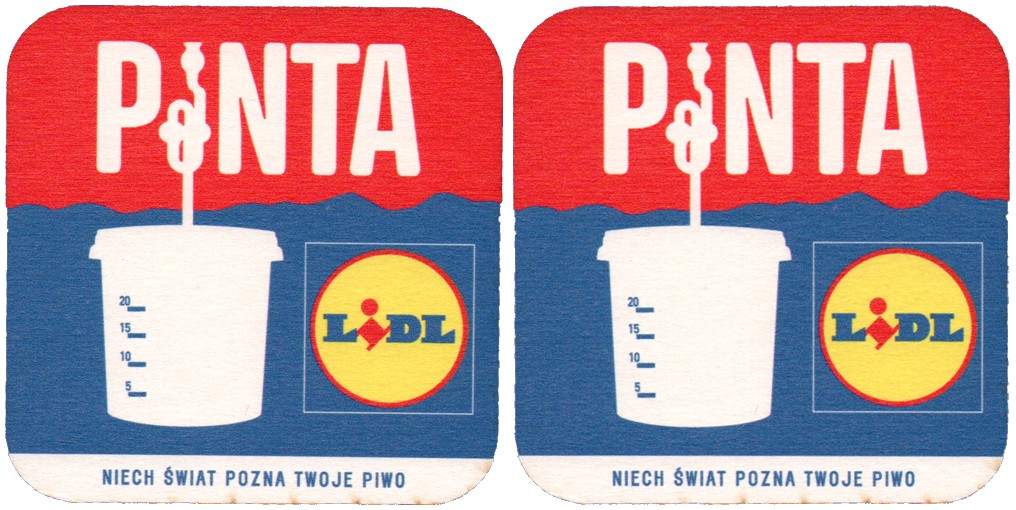 PINTA
20
15
10
5
LIDL
NIECH ŚWIAT POZNA TWOJE PIWO
PINTA
20
15
10
5
LIDL
NIECH ŚWIAT POZNA TWOJE PIWO